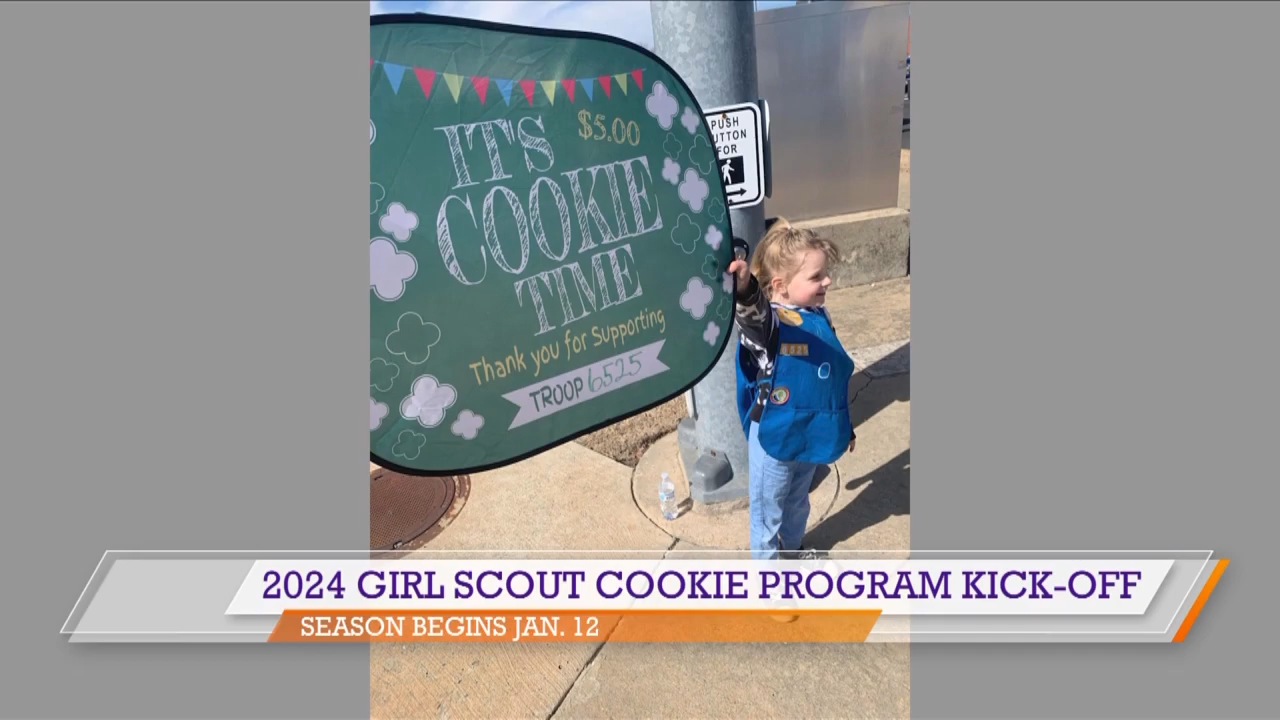 IT'S $5.00
COOKIE
TIME
Thank you for Supporting
TROOP 6525
PUSH
UTTON
FOR
2024 GIRL SCOUT COOKIE PROGRAM KICK-OFF
SEASON BEGINS JAN. 12